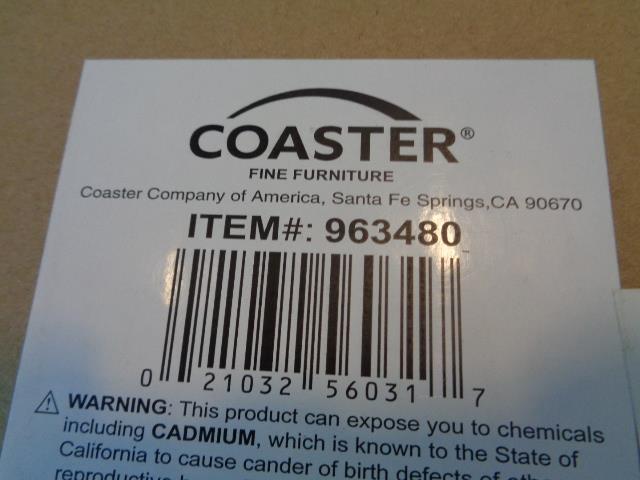 COASTER®
FINE FURNITURE
Coaster Company of America, Santa Fe Springs,CA 90670
ITEM#: 963480
0 21032 56031 7
⚠ WARNING: This product can expose you to chemicals
including CADMIUM, which is known to the State of
California to cause cander of birth defects of other
reproductive